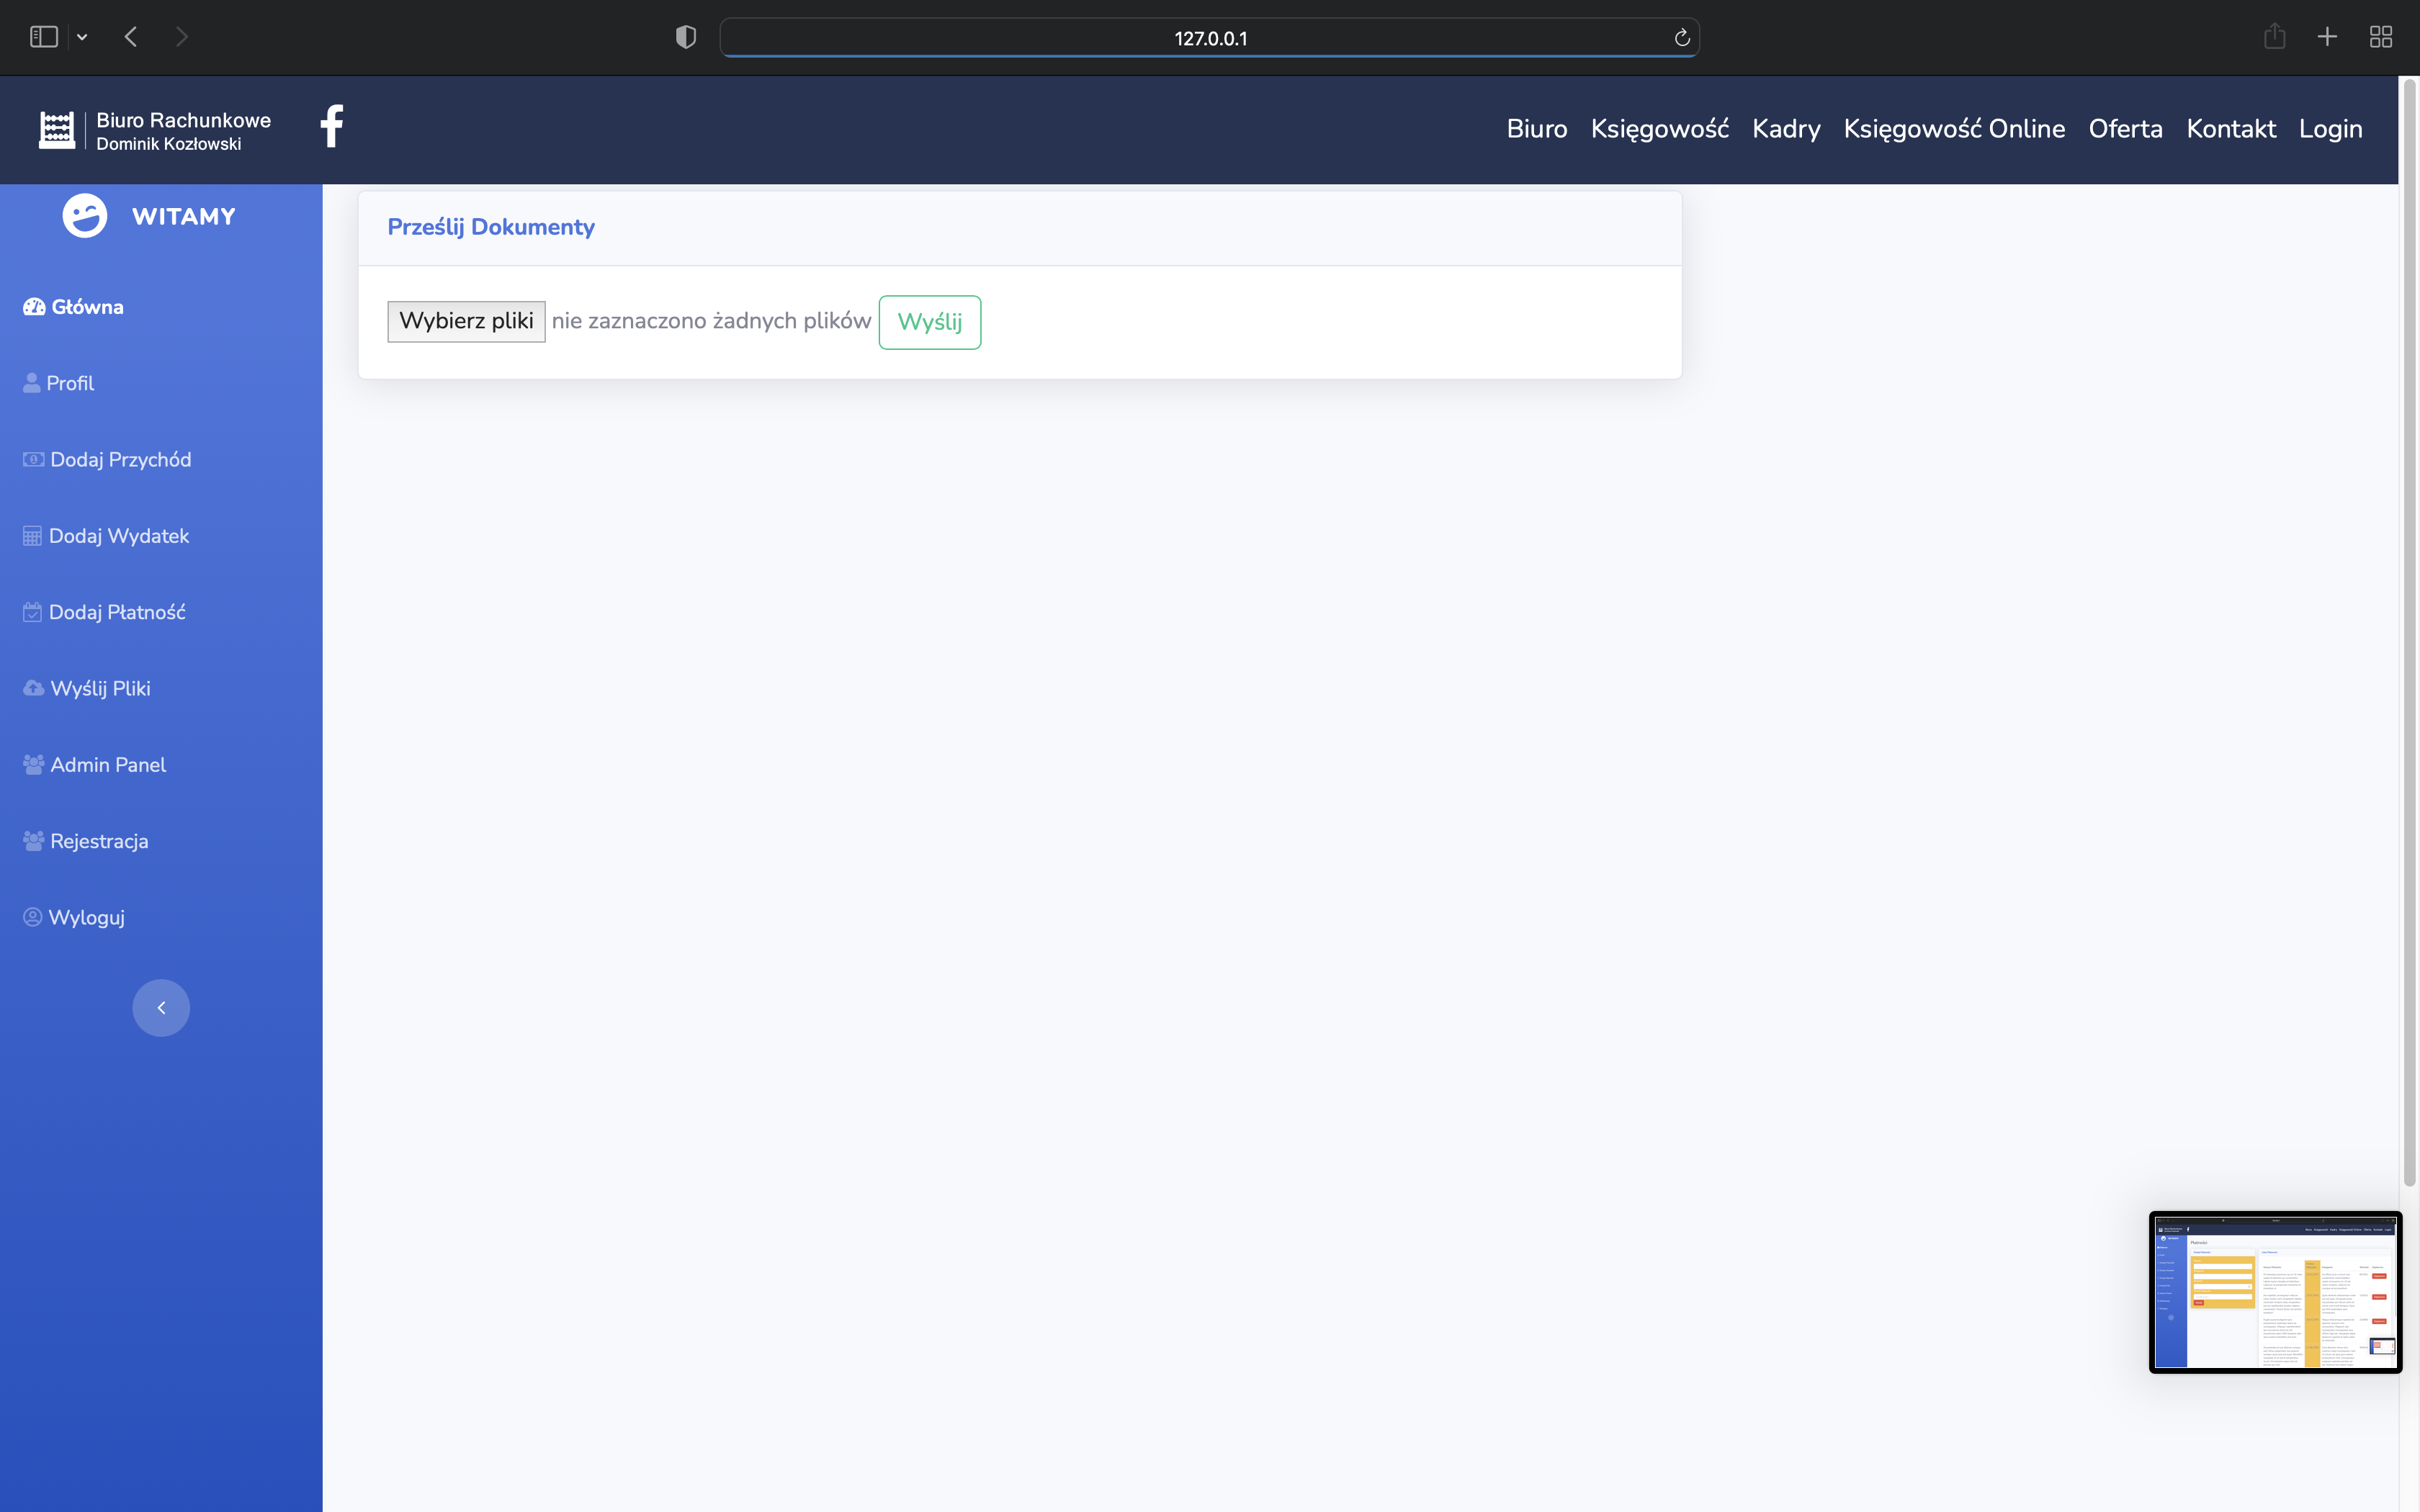 127.0.0.1
Biuro Rachunkowe
Dominik Kozłowski
Biuro Księgowość Kadry Księgowość Online Oferta Kontakt Login
WITAMY
Główna
Profil
Dodaj Przychód
Dodaj Wydatek
Dodaj Płatność
Wyślij Pliki
Admin Panel
Rejestracja
Wyloguj
Prześlij Dokumenty
Wybierz pliki nie zaznaczono żadnych plików Wyślij